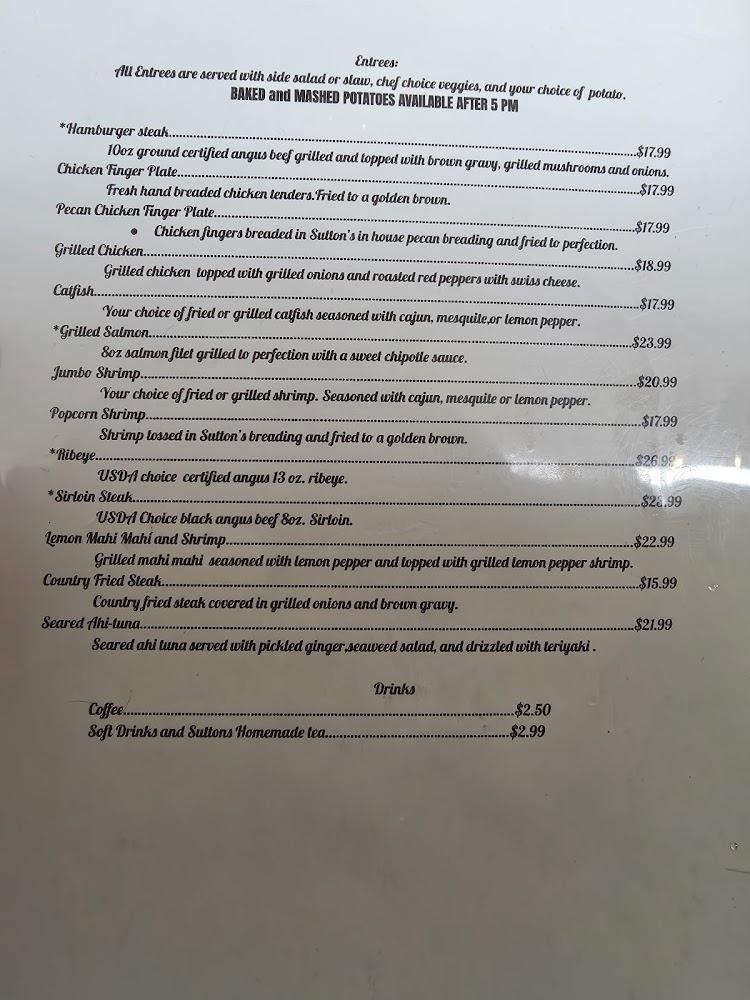 Entrees:
All Entrees are served with side salad or slaw, chef choice veggies, and your choice of potato.
BAKED and MASHED POTATOES AVAILABLE AFTER 5 PM
*Hamburger steak...$17.99
10oz ground certified angus beef grilled and topped with brown gravy, grilled mushrooms and onions.
Chicken Finger Plate...$17.99
Fresh hand breaded chicken tenders.Fried to a golden brown.
Pecan Chicken Finger Plate...$17.99
• Chicken fingers breaded in Sutton's in house pecan breading and fried to perfection.
Grilled Chicken...$18.99
Grilled chicken topped with grilled onions and roasted red peppers with swiss cheese.
Catfish...$17.99
Your choice of fried or grilled catfish seasoned with cajun, mesquite,or lemon pepper.
*Grilled Salmon...$23.99
8oz salmon filet grilled to perfection with a sweet chipotle sauce.
Jumbo Shrimp...$20.99
Your choice of fried or grilled shrimp. Seasoned with cajun, mesquite or lemon pepper.
Popcorn Shrimp...$17.99
Shrimp tossed in Sutton's breading and fried to a golden brown.
*Ribeye...$26.99
USDA choice certified angus 13 oz. ribeye.
*Sirloin Steak...
USDA Choice black angus beef 8oz. Sirloin.
Lemon Mahi Mahi and Shrimp...$22.99
Grilled mahi mahi seasoned with lemon pepper and topped with grilled lemon pepper shrimp.
Country Fried Steak...$15.99
Country fried steak covered in grilled onions and brown gravy.
Seared Ahi-tuna...$21.99
Seared ahi tuna served with pickled ginger,seaweed salad, and drizzled with teriyaki .
Drinks
Coffee...$2.50
Soft Drinks and Suttons Homemade tea...$2.99